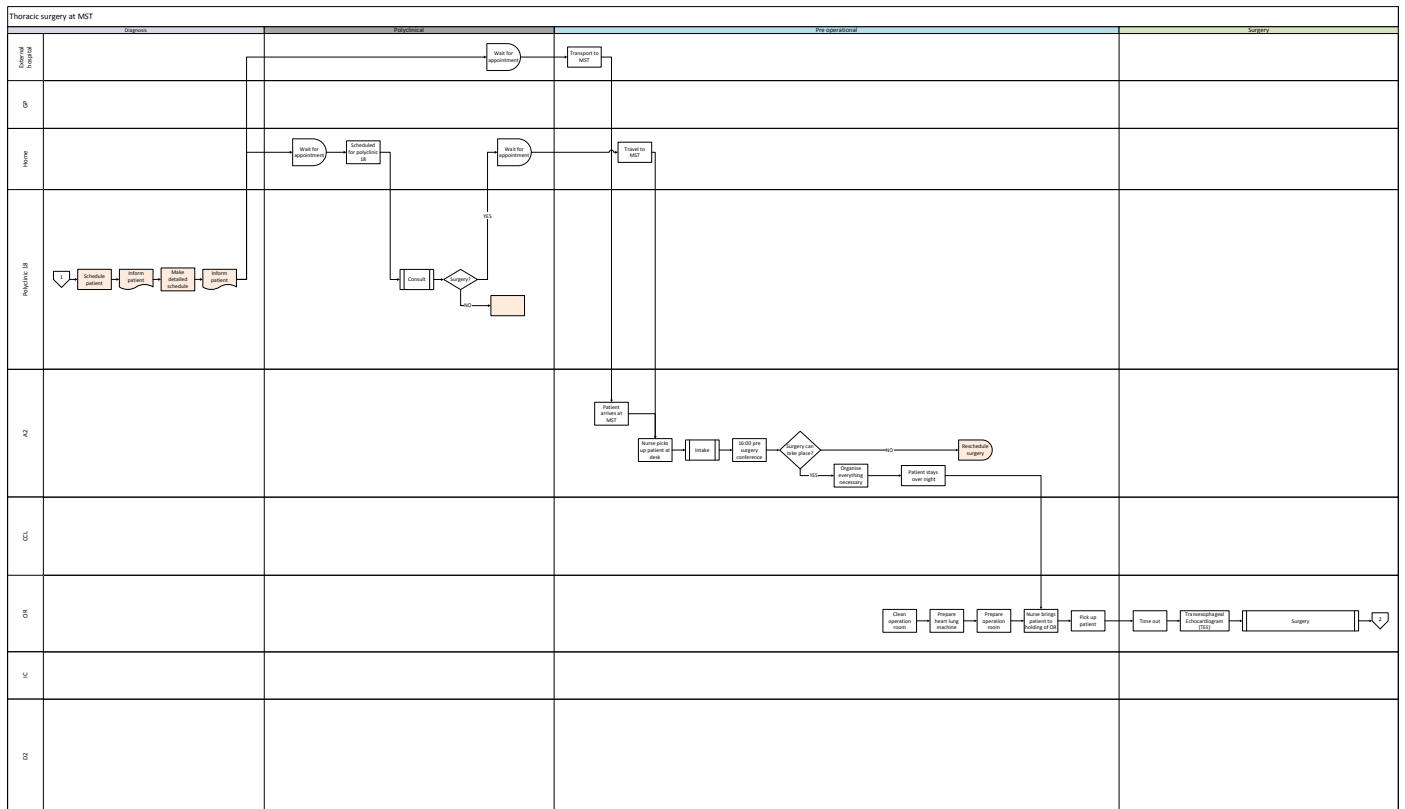 Thoracic surgery at MST
Diagnosis
Polyclinical
Pre operational
Surgery
External
hospital
Wait for
appointment
Transport to
MST
GP
Home
Wait for
appointment
Scheduled
for polyclinic
18
Wait for
appointment
Travel to
MST
Polyclinic 18
YES
1
Schedule
patient
Inform
patient
Make
detailed
schedule
Inform
patient
Consult
Surgery?
NO
A2
Patient
arrives at
MST
Nurse picks
up patient at
desk
Intake
16:00 pre
surgery
conference
Surgery can
take place?
NO
Reschedule
surgery
YES
Organise
everything
necessary
Patient stays
over night
CCL
OR
Clean
operation
room
Prepare
heart lung
machine
Prepare
operation
room
Nurse brings
patient to
holding of OR
Pick up
patient
Time out
Transesophageal
Echocardiogram
(TEE)
Surgery
2
IC
D2